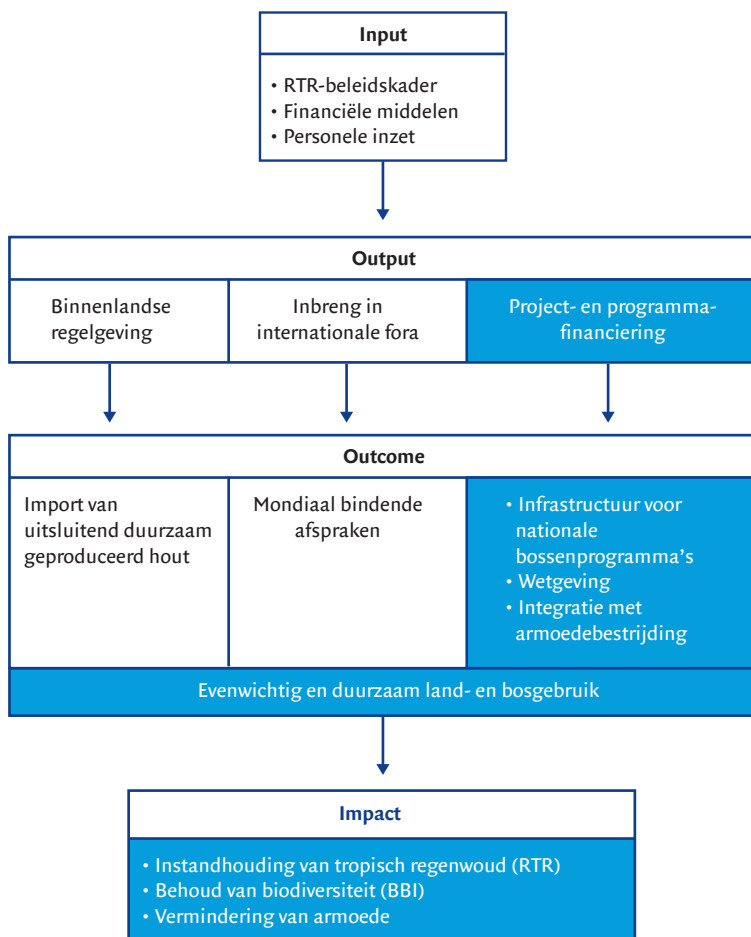 Input
• RTR-beleidskader
• Financiële middelen
• Personele inzet
Output
Binnenlandse
regelgeving
Inbreng in
internationale fora
Project- en programma-
financiering
Outcome
Import van
uitsluitend duurzaam
geproduceerd hout
Mondiaal bindende
afspraken
• Infrastructuur voor
nationale
bossenprogramma's
• Wetgeving
• Integratie met
armoedebestrijding
Evenwichtig en duurzaam land- en bosgebruik
Impact
• Instandhouding van tropisch regenwoud (RTR)
• Behoud van biodiversiteit (BBI)
• Vermindering van armoede